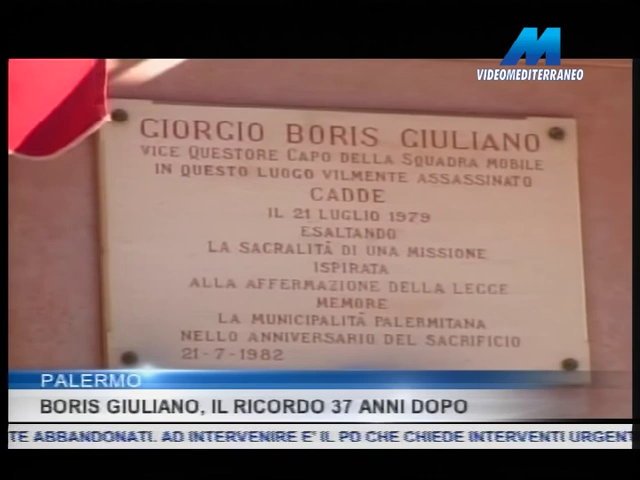 VIDEOMEDITERRANEO
GIORGIO BORIS GIULIANO
VICE QUESTORE CAPO DELLA SQUADRA MOBILE
IN QUESTO LUOGO VILMENTE ASSASSINATO
CADDE
IL 21 LUGLIO 1979
ESALTANDO
LA SACRALITÀ DI UNA MISSIONE
ISPIRATA
ALLA AFFERMAZIONE DELLA LEGGE
MEMORE
LA MUNICIPALITÀ PALERMITANA
NELLO ANNIVERSARIO DEL SACRIFICIO
21-7-1982
PALERMO
BORIS GIULIANO, IL RICORDO 37 ANNI DOPO
TE ABBANDONATI. AD INTERVENIRE E' IL PD CHE CHIEDE INTERVENTI URGENT